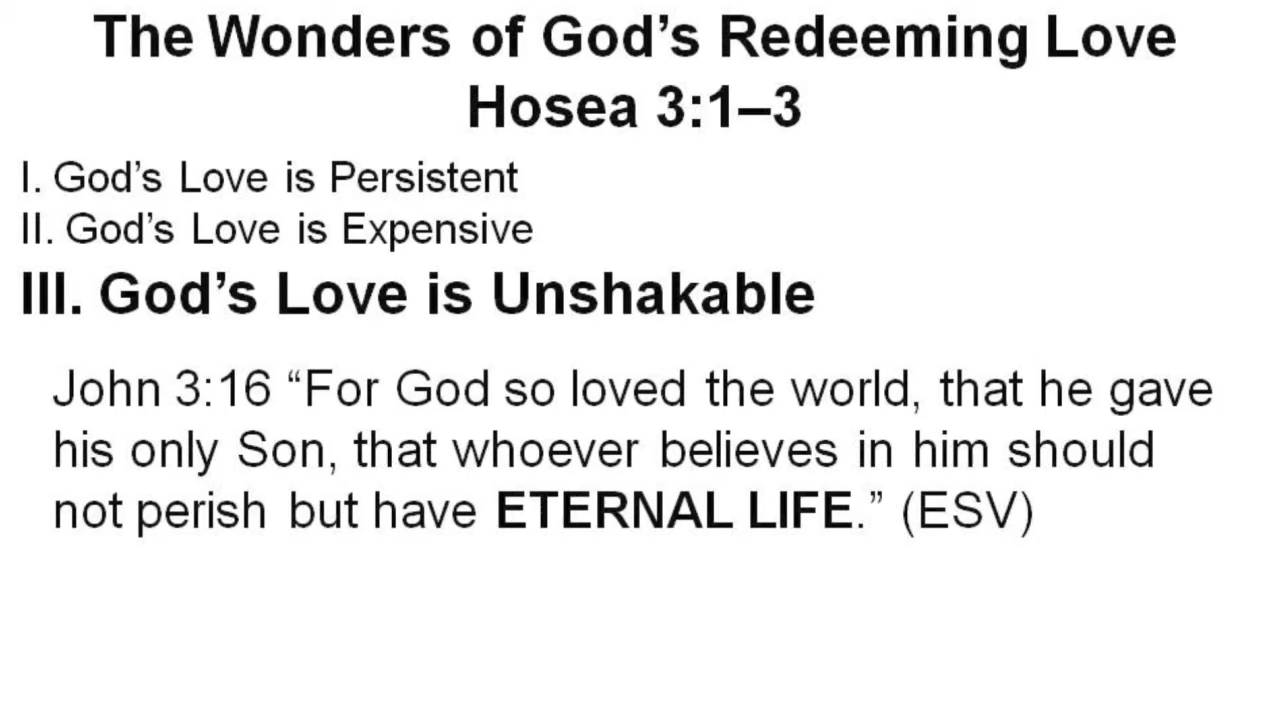 The Wonders of God’s Redeeming Love
Hosea 3:1–3
I. God’s Love is Persistent
II. God’s Love is Expensive
III. God’s Love is Unshakable
John 3:16 “For God so loved the world, that he gave
his only Son, that whoever believes in him should
not perish but have ETERNAL LIFE.” (ESV)